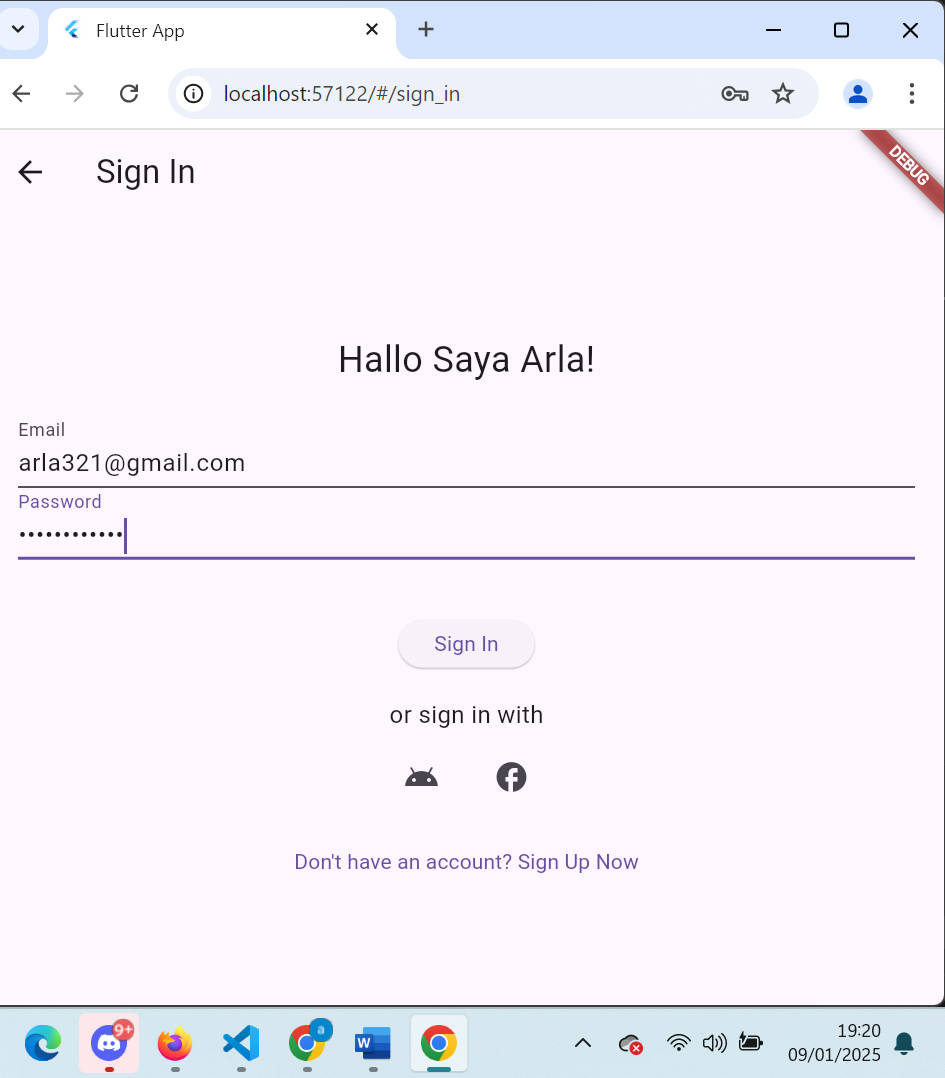 Flutter App
localhost:57122/#/sign_in
Sign In
DEBUG
Hallo Saya Arla!
Email
arla321@gmail.com
Password
••••••••••••
Sign In
or sign in with
Don't have an account? Sign Up Now
9+
a
W
19:20
09/01/2025